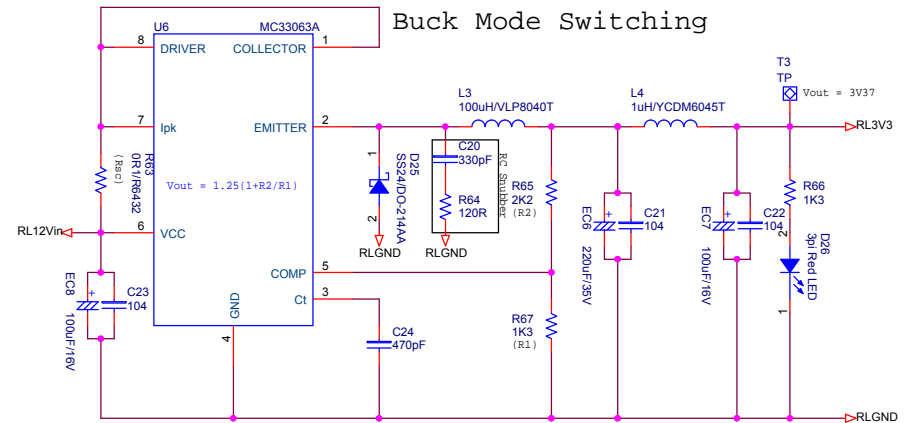 Buck Mode Switching
U6
MC33063A
8
DRIVER
COLLECTOR
1
7
Ipk
EMITTER
2
Vout = 1.25(1+R2/R1)
6
VCC
COMP
5
Ct
3
GND
4
(Rsc)
R63
0R1/R6432
RL12Vin
EC8
+
100uF/16V
C23
104
L3
100uH/VLP8040T
L4
1uH/YCDM6045T
T3
TP
Vout = 3V37
RL3V3
1
2
D25
SS24/DO-214AA
RLGND
C20
330pF
R64
120R
RC Snubber
RLGND
R65
2K2
(R2)
R67
1K3
(R1)
C24
470pF
EC6
+
220uF/35V
C21
104
EC7
+
100uF/16V
C22
104
R66
1K3
2
D26
3pi Red LED
1
RLGND